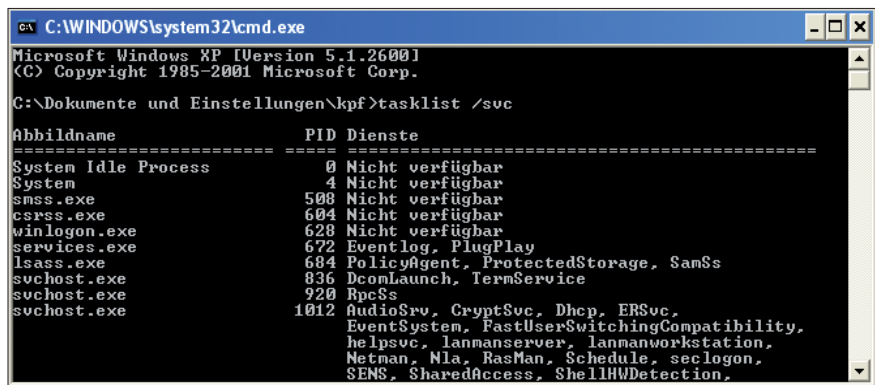 C:\WINDOWS\system32\cmd.exe
Microsoft Windows XP [Version 5.1.2600]
(C) Copyright 1985-2001 Microsoft Corp.
C:\Dokumente und Einstellungen\kpf>tasklist /svc
Abbildname                   PID Dienste
========================= ===== =============================================
System Idle Process            0 Nicht verfügbar
System                         4 Nicht verfügbar
smss.exe                     508 Nicht verfügbar
csrss.exe                    604 Nicht verfügbar
winlogon.exe                 628 Nicht verfügbar
services.exe                 672 Eventlog, PlugPlay
lsass.exe                    684 PolicyAgent, ProtectedStorage, SamSs
svchost.exe                  836 DcomLaunch, TermService
svchost.exe                  920 RpcSs
svchost.exe                 1012 AudioSrv, CryptSvc, Dhcp, ERSvc,
                                 EventSystem, FastUserSwitchingCompatibility,
                                 helpsvc, lanmanserver, lanmanworkstation,
                                 Netman, Nla, RasMan, Schedule, seclogon,
                                 SENS, SharedAccess, ShellHWDetection,